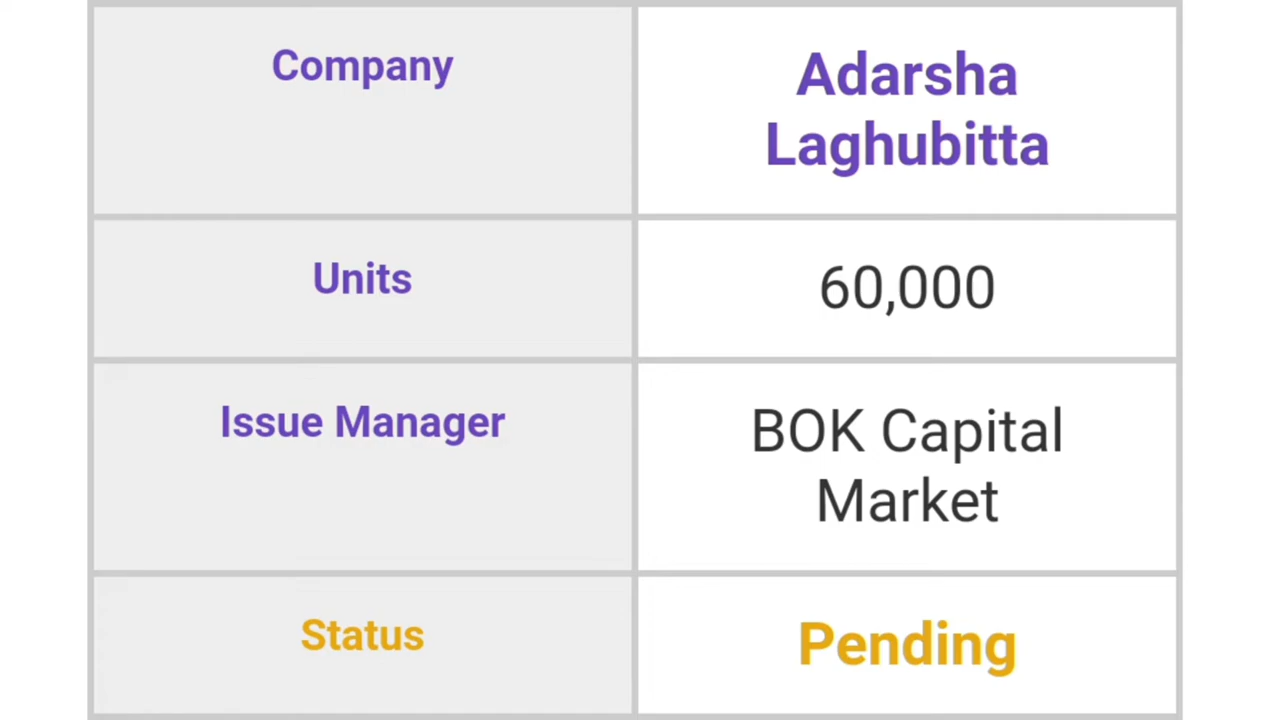 Company
Adarsha
Laghubitta
Units
60,000
Issue Manager
BOK Capital
Market
Status
Pending